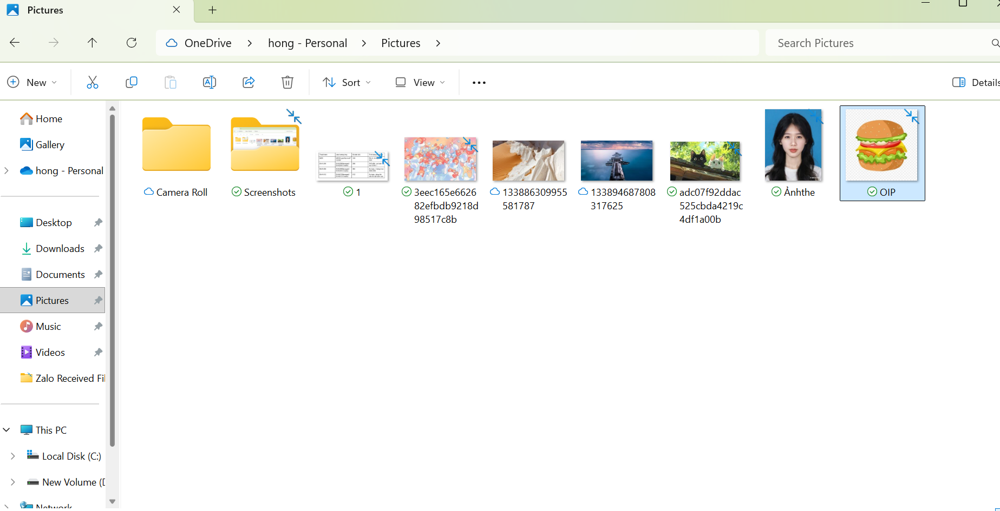 Pictures
OneDrive
hong - Personal
Pictures
Search Pictures
New
Sort
View
Details
Home
Gallery
hong - Personal
Desktop
Downloads
Documents
Pictures
Music
Videos
Zalo Received Fil
This PC
Local Disk (C:)
New Volume (D
Network
Camera Roll
Screenshots
1
3eec165e6626
82efbdb9218d
98517c8b
133886309955
581787
133894687808
317625
adc07f92ddac
525cbda4219c
4df1a00b
Ảnhthe
OIP